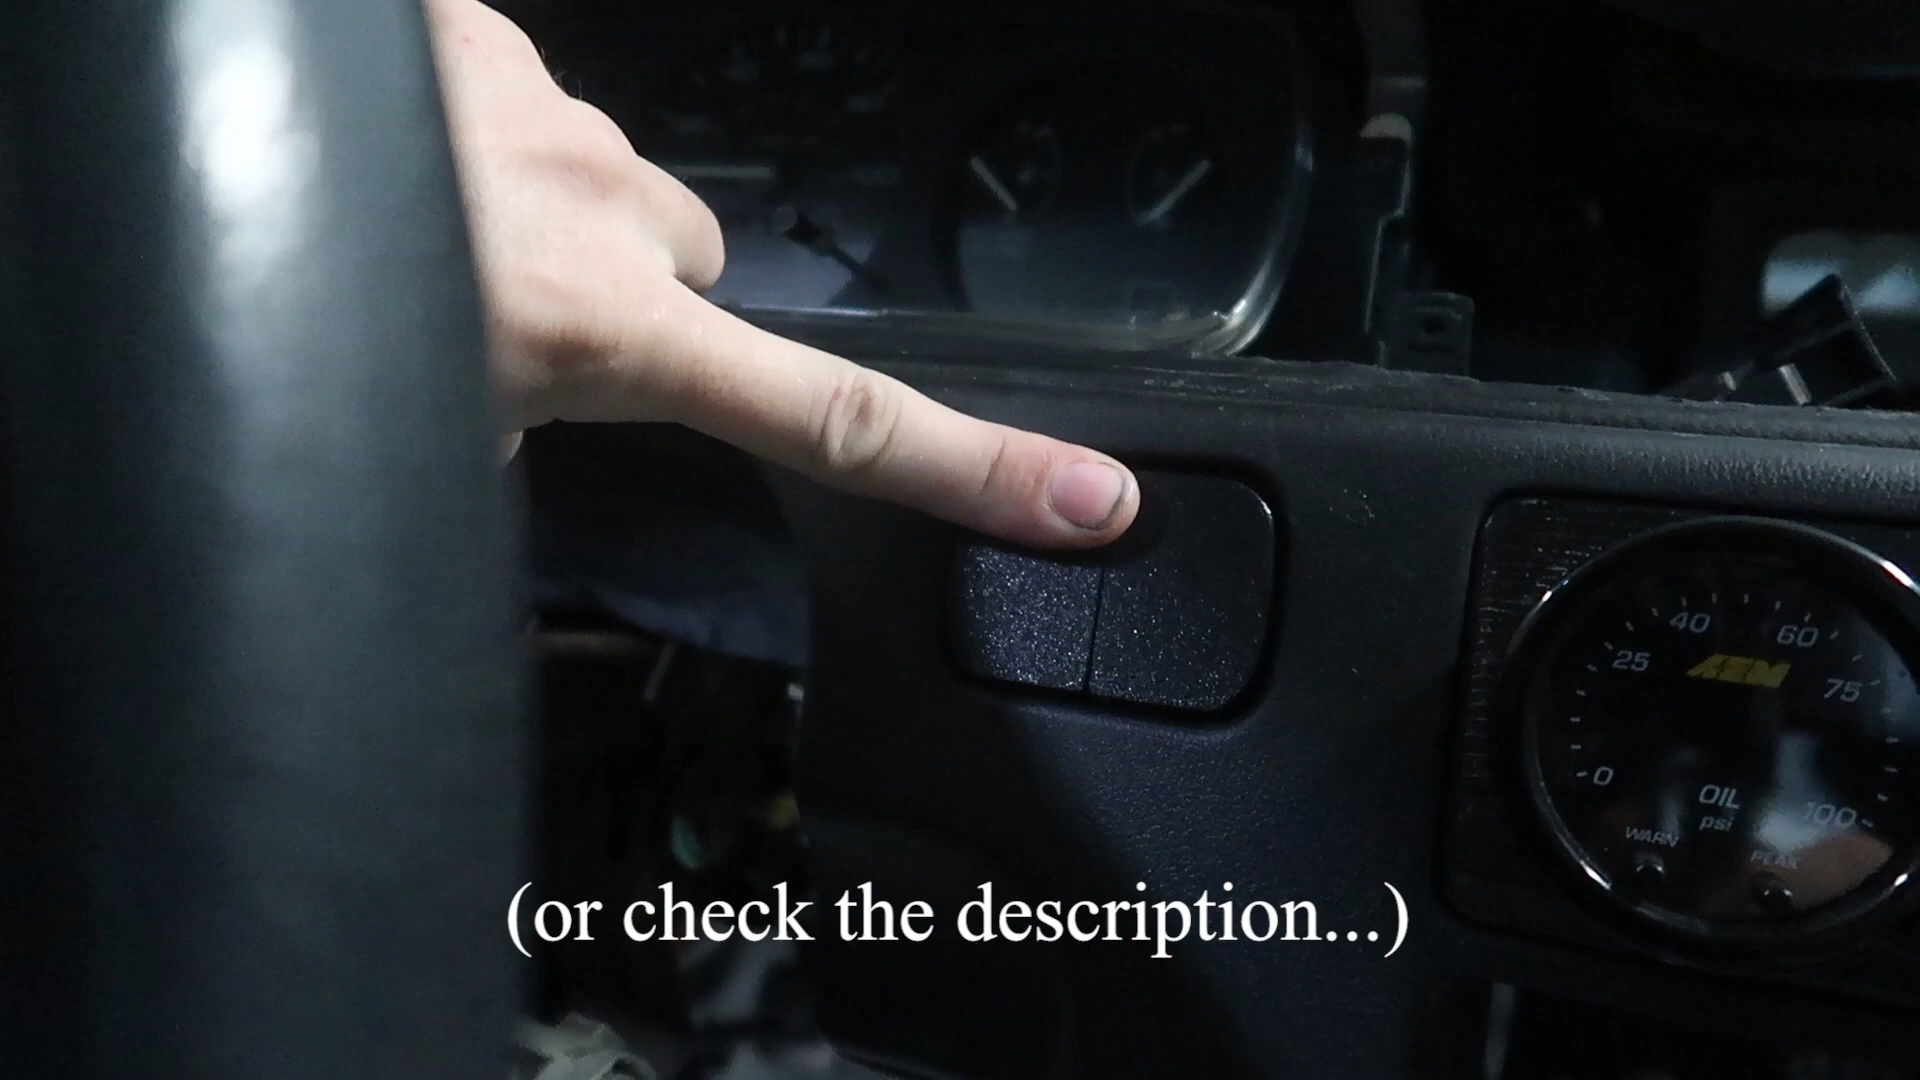 40 60
25 AEM 75
0 OIL 100
psi
WARN PEAK
(or check the description...)